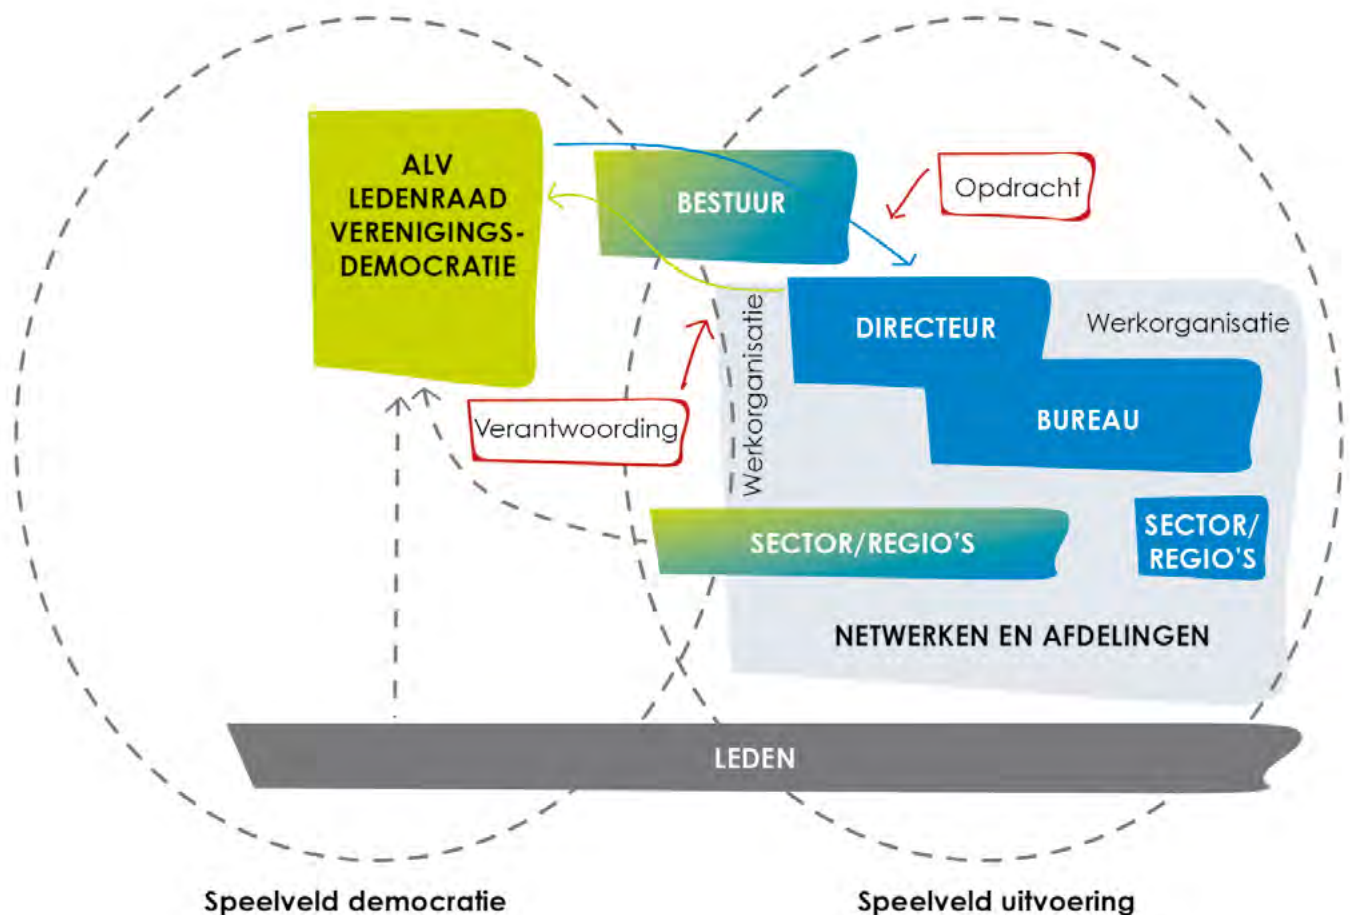 ALV
LEDENRAAD
VERENIGINGS-
DEMOCRATIE
BESTUUR
Opdracht
DIRECTEUR
Werkorganisatie
Werkorganisatie
BUREAU
Verantwoording
SECTOR/REGIO'S
SECTOR/
REGIO'S
NETWERKEN EN AFDELINGEN
LEDEN
Speelveld democratie
Speelveld uitvoering